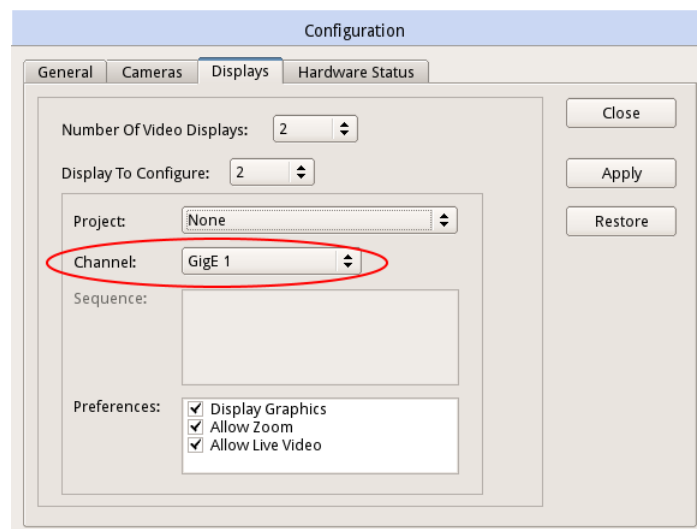 Configuration
General Cameras Displays Hardware Status
Number Of Video Displays: 2 Close
Display To Configure: 2 Apply
Project: None Restore
Channel: GigE 1
Sequence:
Preferences: Display Graphics
Allow Zoom
Allow Live Video